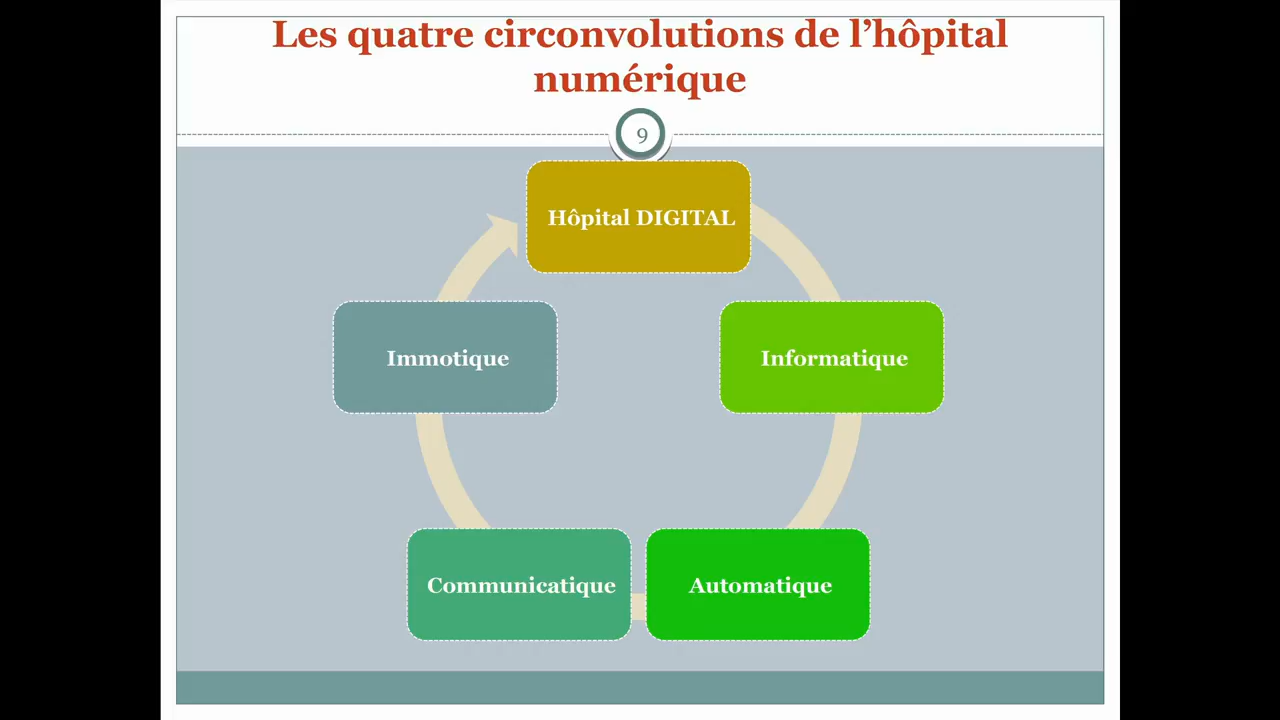 Les quatre circonvolutions de l’hôpital
numérique
9
Hôpital DIGITAL
Immotique
Informatique
Communicatique
Automatique